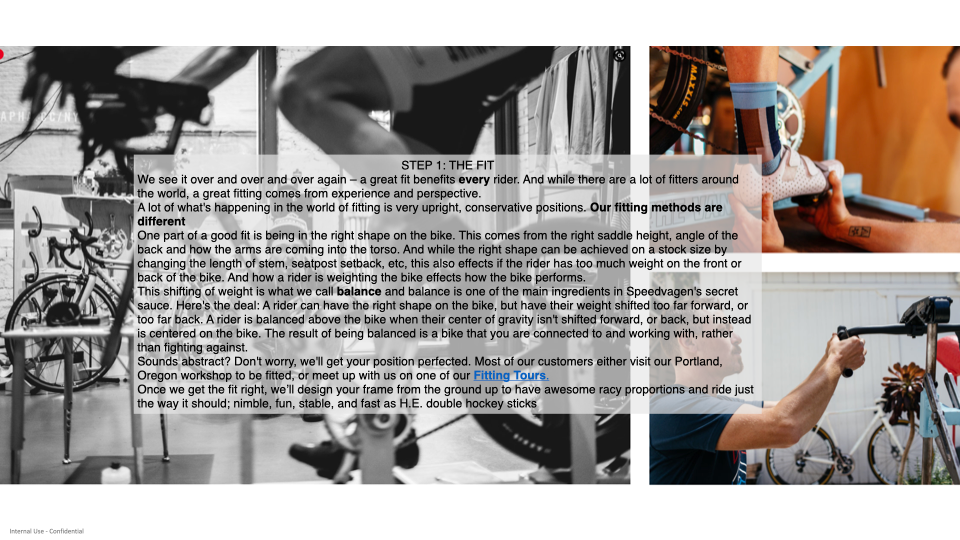 STEP 1: THE FIT
We see it over and over and over again – a great fit benefits every rider. And while there are a lot of fitters around
the world, a great fitting comes from experience and perspective.
A lot of what's happening in the world of fitting is very upright, conservative positions. Our fitting methods are
different
One part of a good fit is being in the right shape on the bike. This comes from the right saddle height, angle of the
back and how the arms are coming into the torso. And while the right shape can be achieved on a stock size by
changing the length of stem, seatpost setback, etc, this also effects if the rider has too much weight on the front or
back of the bike. And how a rider is weighting the bike effects how the bike performs.
This shifting of weight is what we call balance and balance is one of the main ingredients in Speedvagen's secret
sauce. Here's the deal: A rider can have the right shape on the bike, but have their weight shifted too far forward, or
too far back. A rider is balanced above the bike when their center of gravity isn't shifted forward, or back, but instead
is centered on the bike. The result of being balanced is a bike that you are connected to and working with, rather
than fighting against.
Sounds abstract? Don't worry, we'll get your position perfected. Most of our customers either visit our Portland,
Oregon workshop to be fitted, or meet up with us on one of our Fitting Tours.
Once we get the fit right, we'll design your frame from the ground up to have awesome racy proportions and ride just
the way it should; nimble, fun, stable, and fast as H.E. double hockey sticks
MAXXIS
Internal Use - Confidential